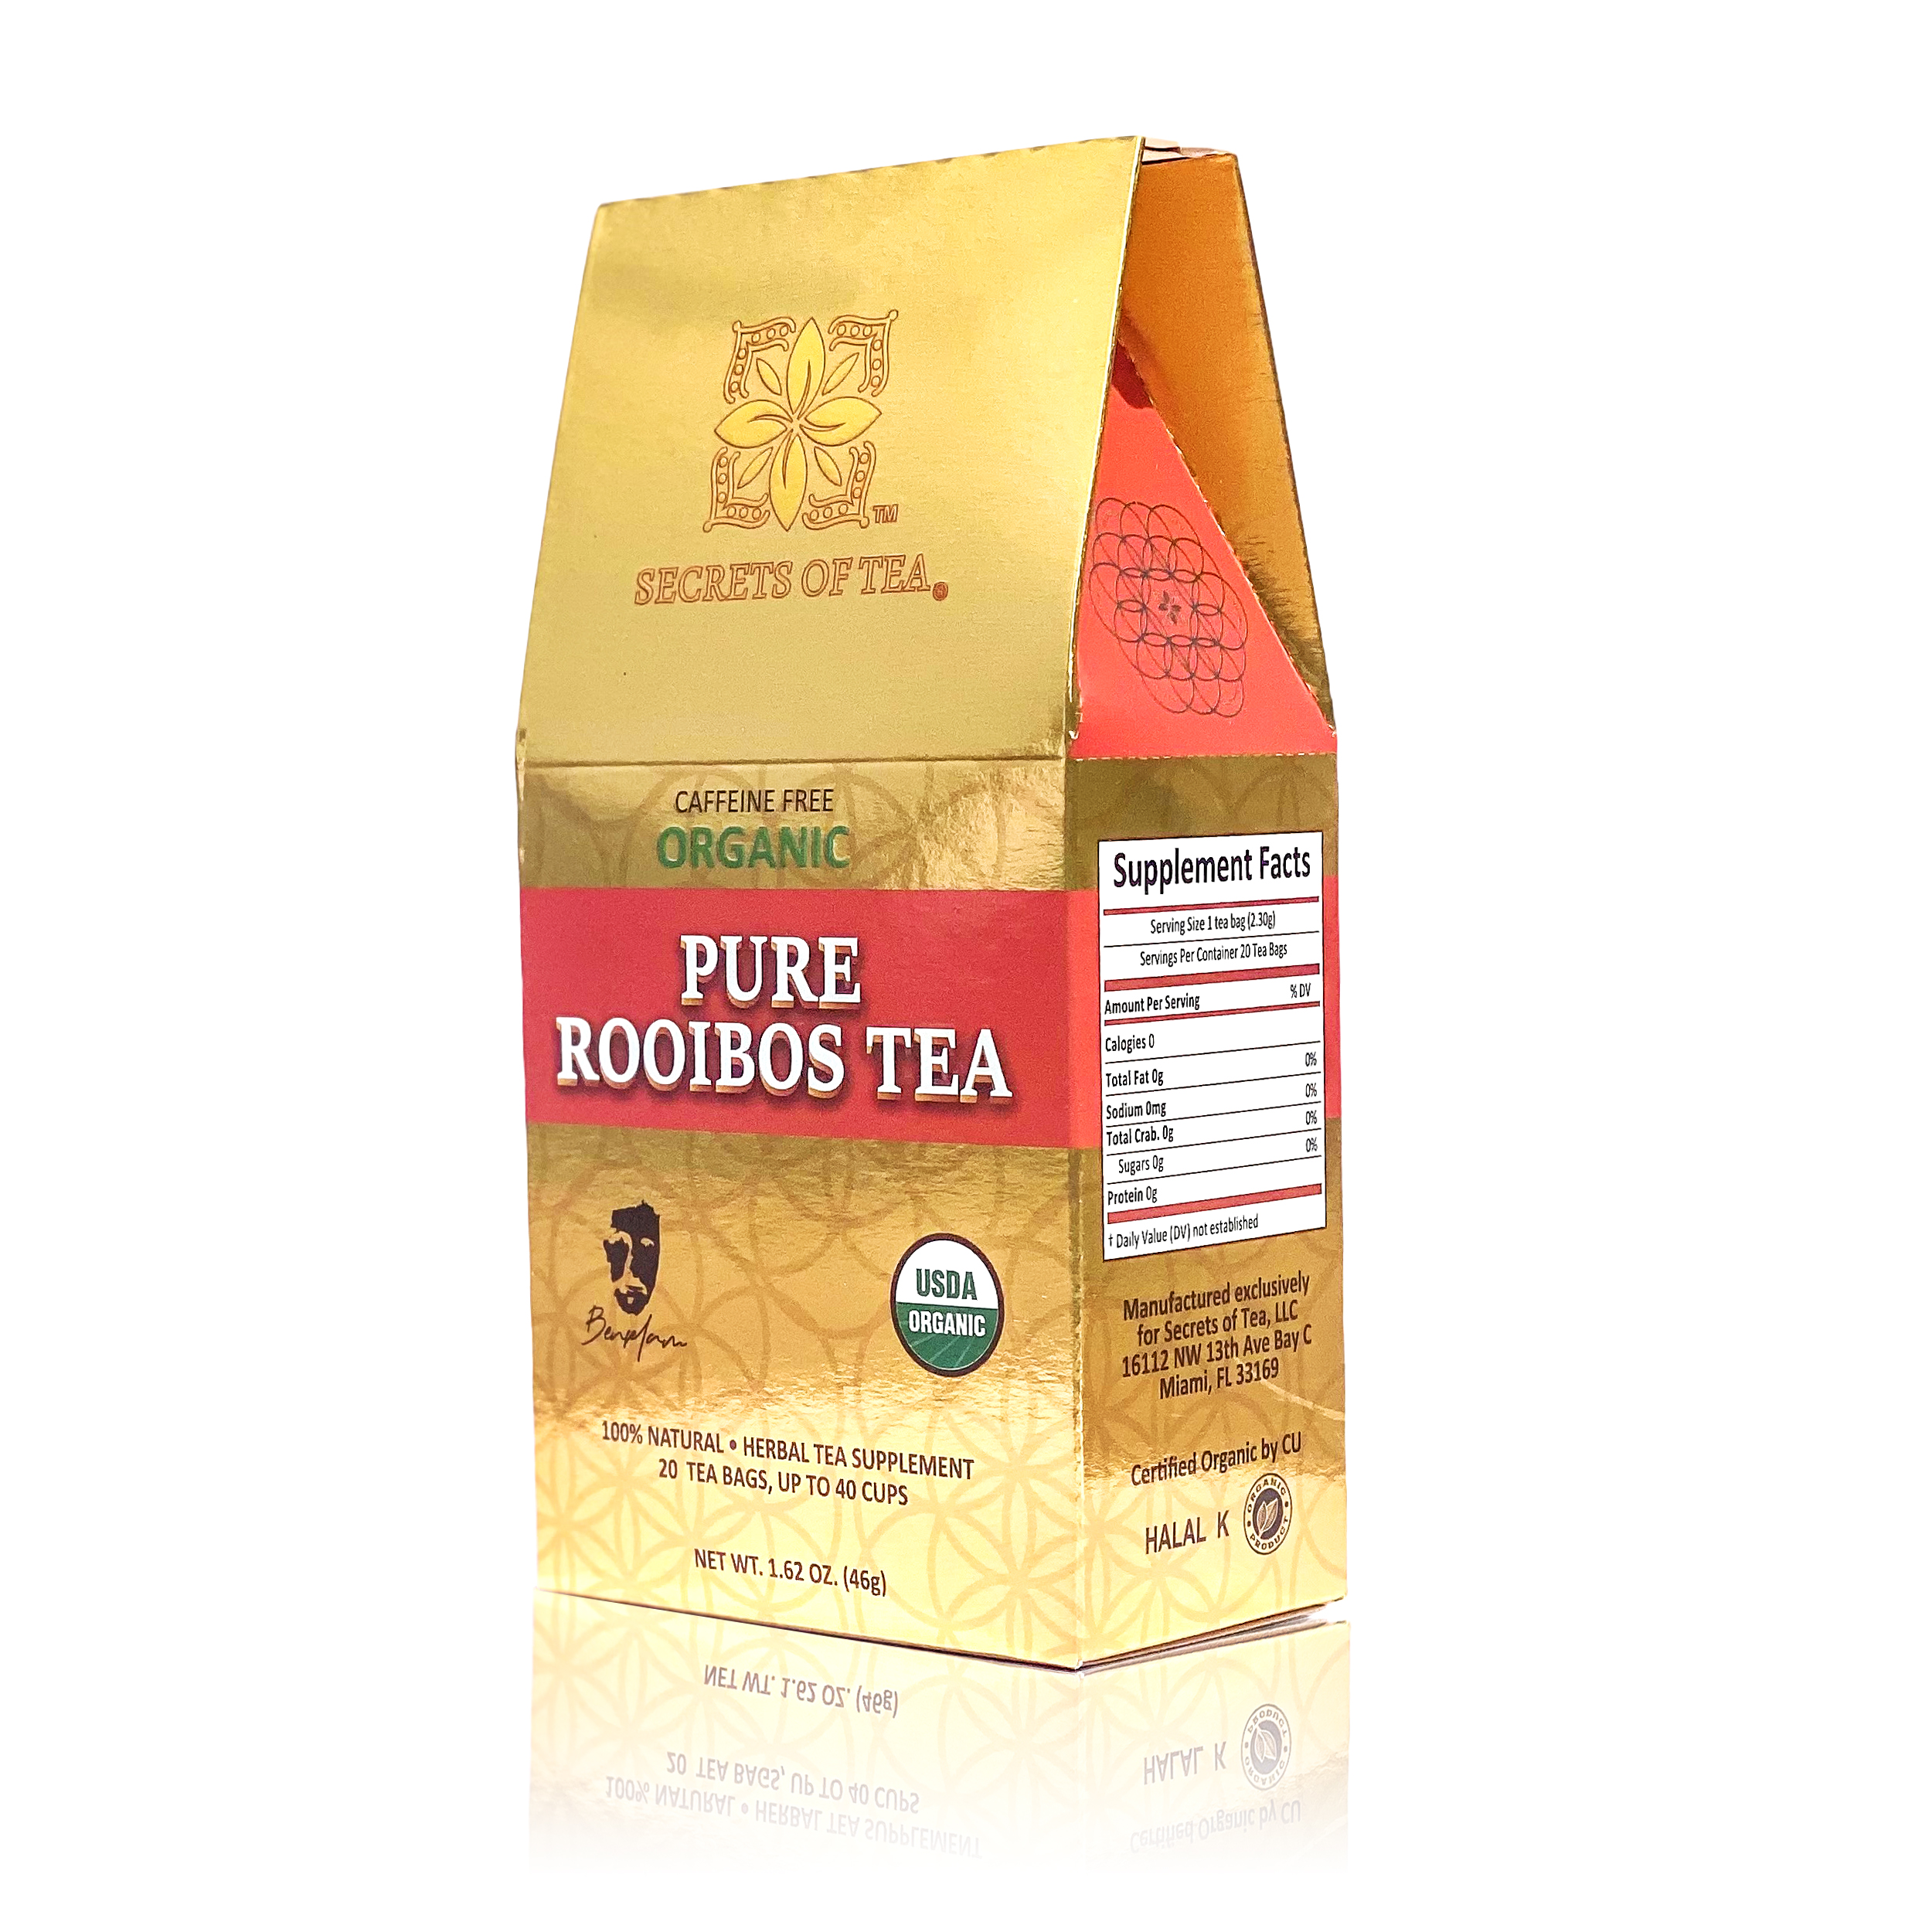 TM
SECRETS OF TEA®
CAFFEINE FREE
ORGANIC
PURE
ROOIBOS TEA
USDA
ORGANIC
100% NATURAL • HERBAL TEA SUPPLEMENT
20 TEA BAGS, UP TO 40 CUPS
NET WT. 1.62 OZ. (46g)
Supplement Facts
Serving Size 1 tea bag (2.30g)
Servings Per Container 20 Tea Bags
Amount Per Serving % DV
Calogies 0
Total Fat 0g 0%
Sodium 0mg 0%
Total Crab. 0g 0%
Sugars 0g 0%
Protein 0g
† Daily Value (DV) not established
Manufactured exclusively
for Secrets of Tea, LLC
16112 NW 13th Ave Bay C
Miami, FL 33169
Certified Organic by CU
HALAL K
ORGANIC
PRODUCT